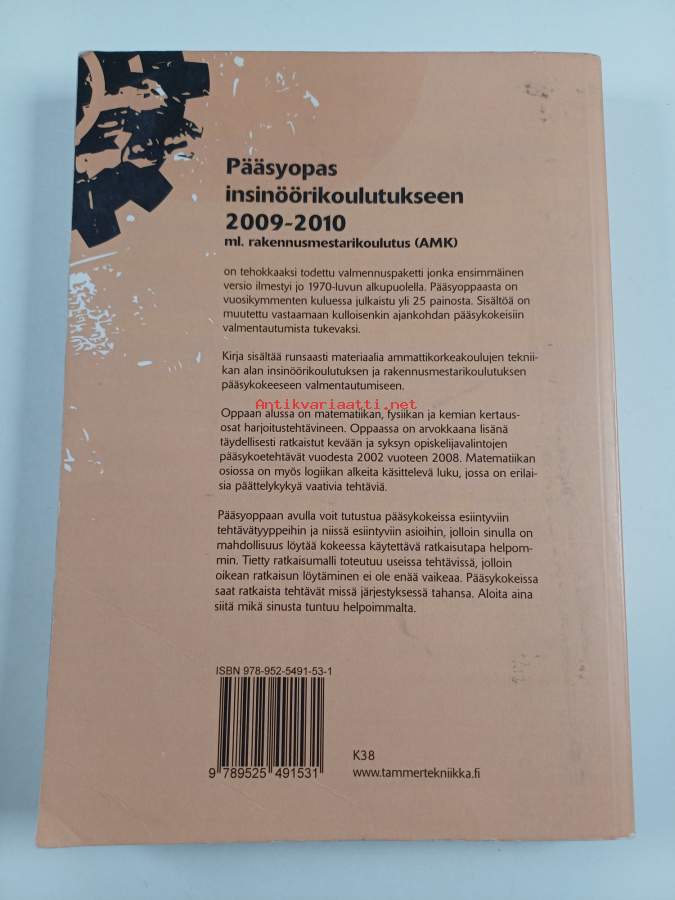 Pääsyopas
insinöörikoulutukseen
2009-2010
ml. rakennusmestarikoulutus (AMK)
on tehokkaaksi todettu valmennuspaketti jonka ensimmäinen
versio ilmestyi jo 1970-luvun alkupuolella. Pääsyoppaasta on
vuosikymmenten kuluessa julkaistu yli 25 painosta. Sisältöä on
muutettu vastaamaan kulloisenkin ajankohdan pääsykokeisiin
valmentautumista tukevaksi.
Kirja sisältää runsaasti materiaalia ammattikorkeakoulujen teknii-
kan alan insinöörikoulutuksen ja rakennusmestarikoulutuksen
pääsykokeeseen valmentautumiseen.
Antikvariaatti.net
Oppaan alussa on matematiikan, fysiikan ja kemian kertaus-
osat harjoitustehtävineen. Oppaassa on arvokkaana lisänä
täydellisesti ratkaistut kevään ja syksyn opiskelijavalintojen
pääsykoetehtävät vuodesta 2002 vuoteen 2008. Matematiikan
osiossa on myös logiikan alkeita käsittelevä luku, jossa on erilai-
sia päättelykykyä vaativia tehtäviä.
Pääsyoppaan avulla voit tutustua pääsykokeissa esiintyviin
tehtävätyyppeihin ja niissä esiintyviin asioihin, jolloin sinulla on
mahdollisuus löytää kokeessa käytettävä ratkaisutapa helpom-
min. Tietty ratkaisumalli toteutuu useissa tehtävissä, jolloin
oikean ratkaisun löytäminen ei ole enää vaikeaa. Pääsykokeissa
saat ratkaista tehtävät missä järjestyksessä tahansa. Aloita aina
siitä mikä sinusta tuntuu helpoimmalta.
ISBN 978-952-5491-53-1
9 789525 491531
K38
www.tammertekniikka.fi